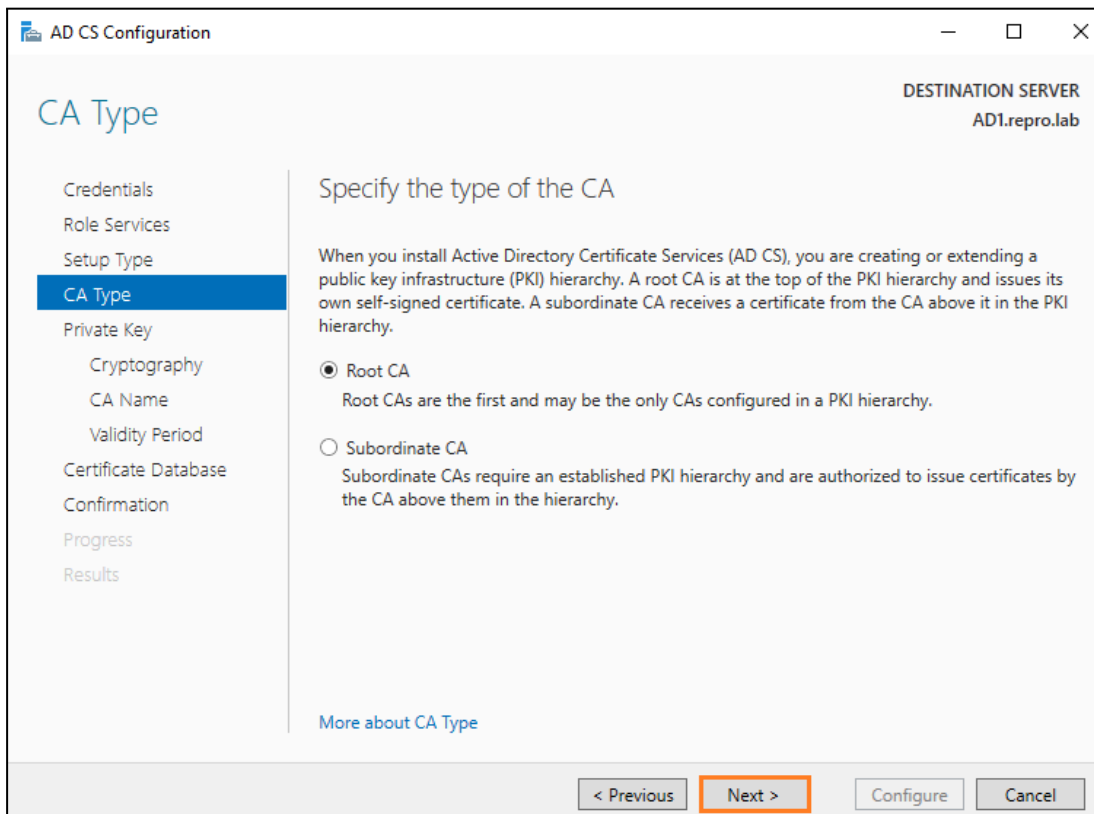 AD CS Configuration
CA Type
DESTINATION SERVER
AD1.repro.lab
Credentials
Role Services
Setup Type
CA Type
Private Key
Cryptography
CA Name
Validity Period
Certificate Database
Confirmation
Progress
Results
Specify the type of the CA
When you install Active Directory Certificate Services (AD CS), you are creating or extending a
public key infrastructure (PKI) hierarchy. A root CA is at the top of the PKI hierarchy and issues its
own self-signed certificate. A subordinate CA receives a certificate from the CA above it in the PKI
hierarchy.
Root CA
Root CAs are the first and may be the only CAs configured in a PKI hierarchy.
Subordinate CA
Subordinate CAs require an established PKI hierarchy and are authorized to issue certificates by
the CA above them in the hierarchy.
More about CA Type
< Previous
Next >
Configure
Cancel